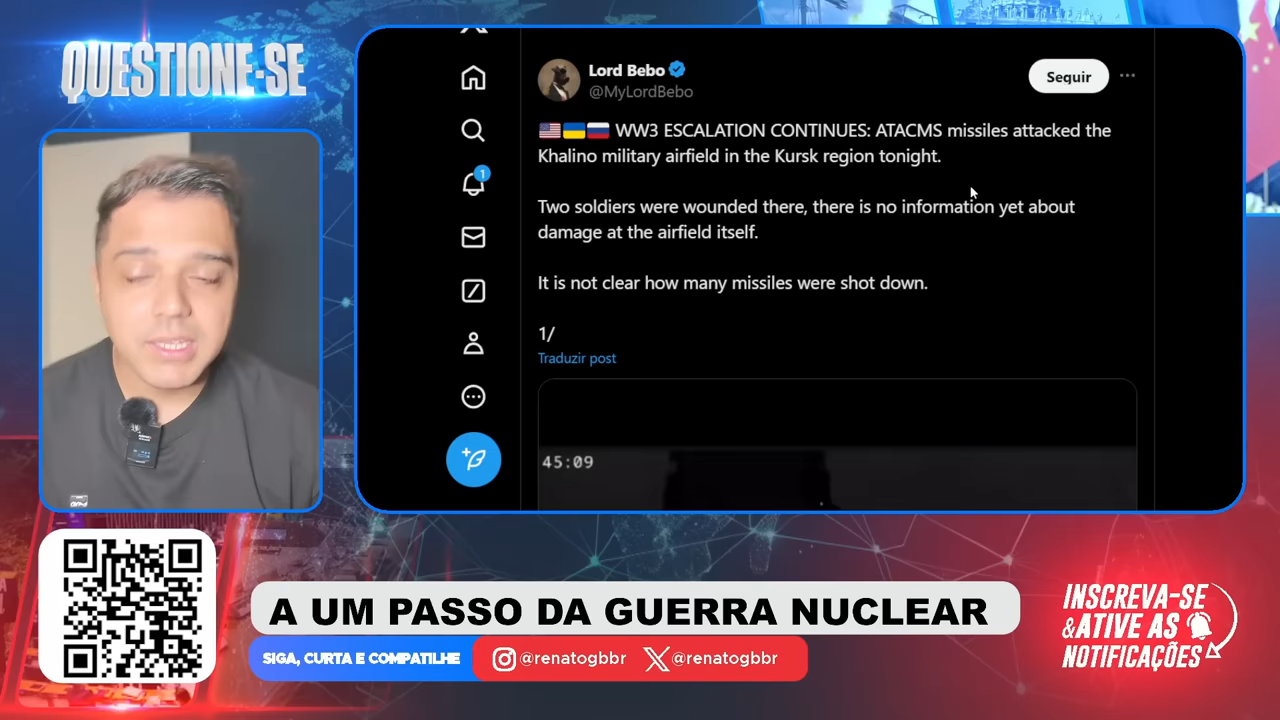 QUESTIONE-SE
Lord Bebo
@MyLordBebo
Seguir
1
WW3 ESCALATION CONTINUES: ATACMS missiles attacked the
Khalino military airfield in the Kursk region tonight.
Two soldiers were wounded there, there is no information yet about
damage at the airfield itself.
It is not clear how many missiles were shot down.
1/
Traduzir post
45:09
A UM PASSO DA GUERRA NUCLEAR
SIGA, CURTA E COMPATILHE
@renatogbbr
@renatogbbr
INSCREVA-SE
&ATIVE AS
NOTIFICAÇÕES